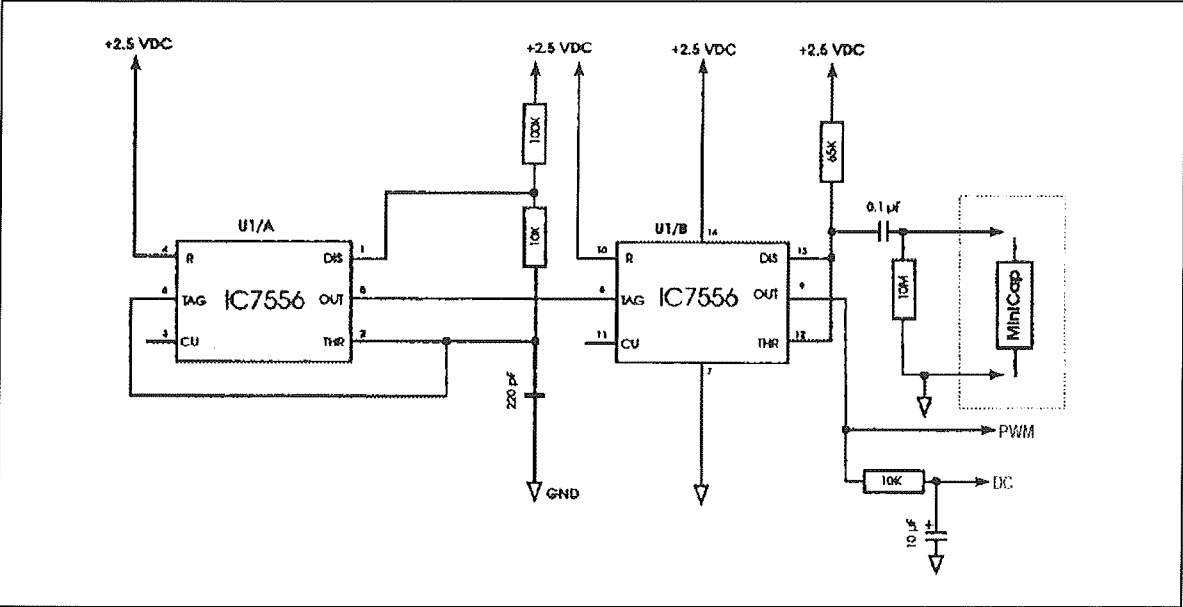 +2.5 VDC
+2.5 VDC
+2.5 VDC
+2.5 VDC
100K
65K
10K
0.1 µf
10M
MiniCap
U1/A
4
R
DIS
1
6
TAG
IC7556
OUT
5
3
CU
THR
2
U1/B
14
10
R
DIS
13
8
TAG
IC7556
OUT
9
11
CU
THR
12
7
220 pf
GND
PWM
10K
DC
10 µf
+